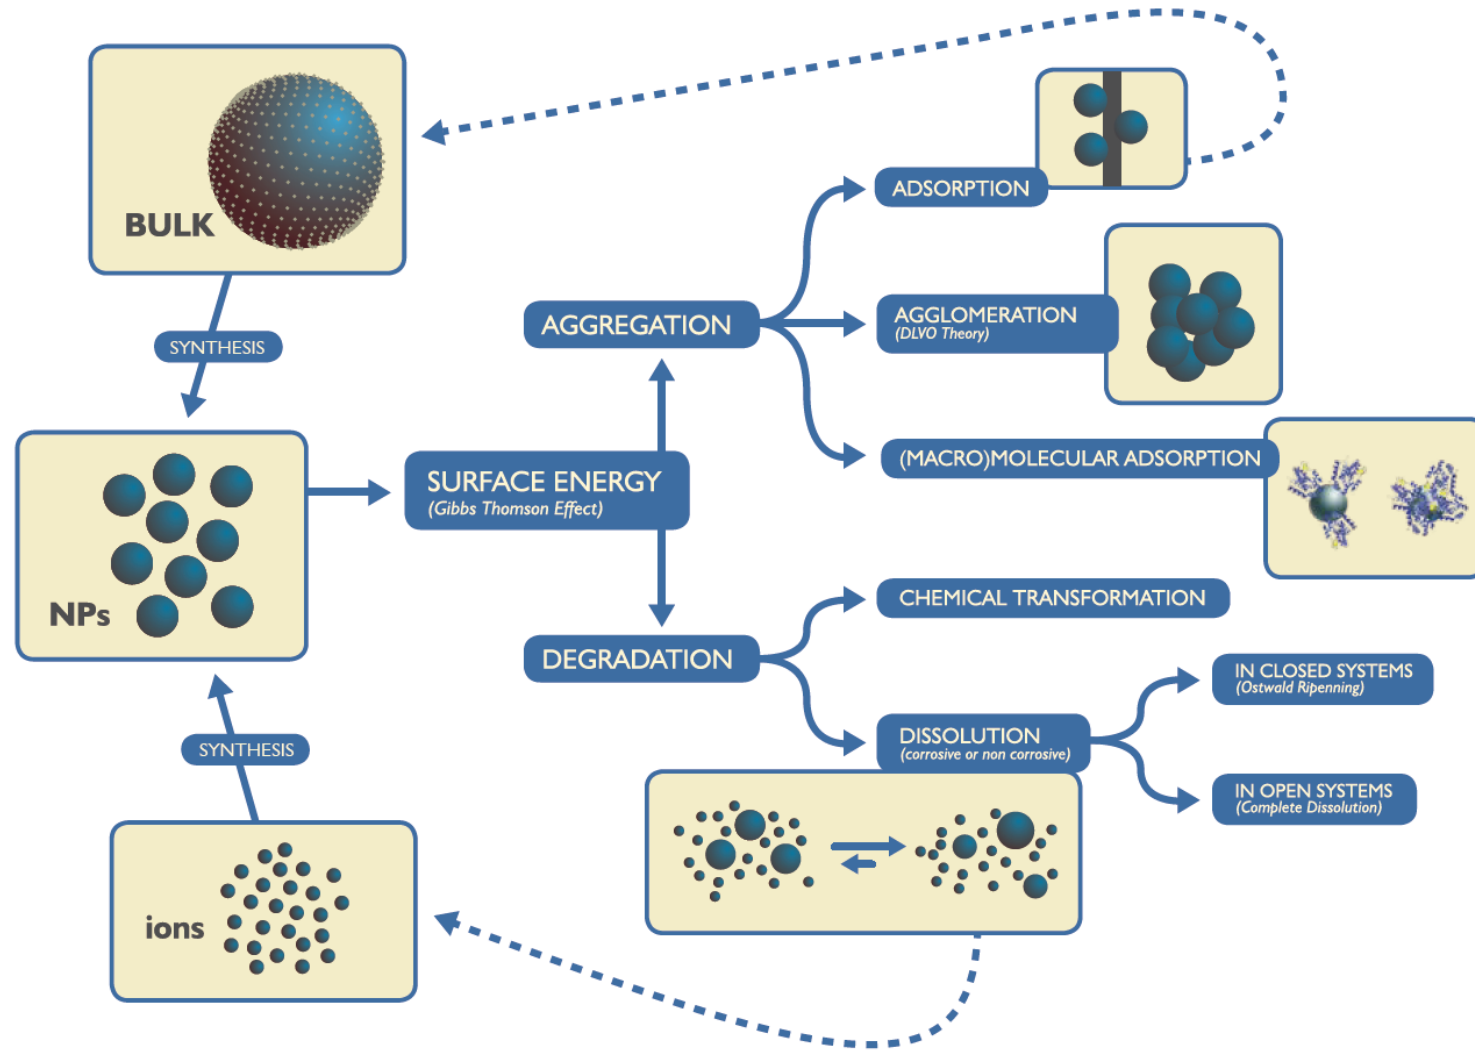 BULK
SYNTHESIS
NPs
SYNTHESIS
ions
SURFACE ENERGY
(Gibbs Thomson Effect)
AGGREGATION
ADSORPTION
AGGLOMERATION
(DLVO Theory)
(MACRO)MOLECULAR ADSORPTION
DEGRADATION
CHEMICAL TRANSFORMATION
DISSOLUTION
(corrosive or non corrosive)
IN CLOSED SYSTEMS
(Ostwald Ripenning)
IN OPEN SYSTEMS
(Complete Dissolution)